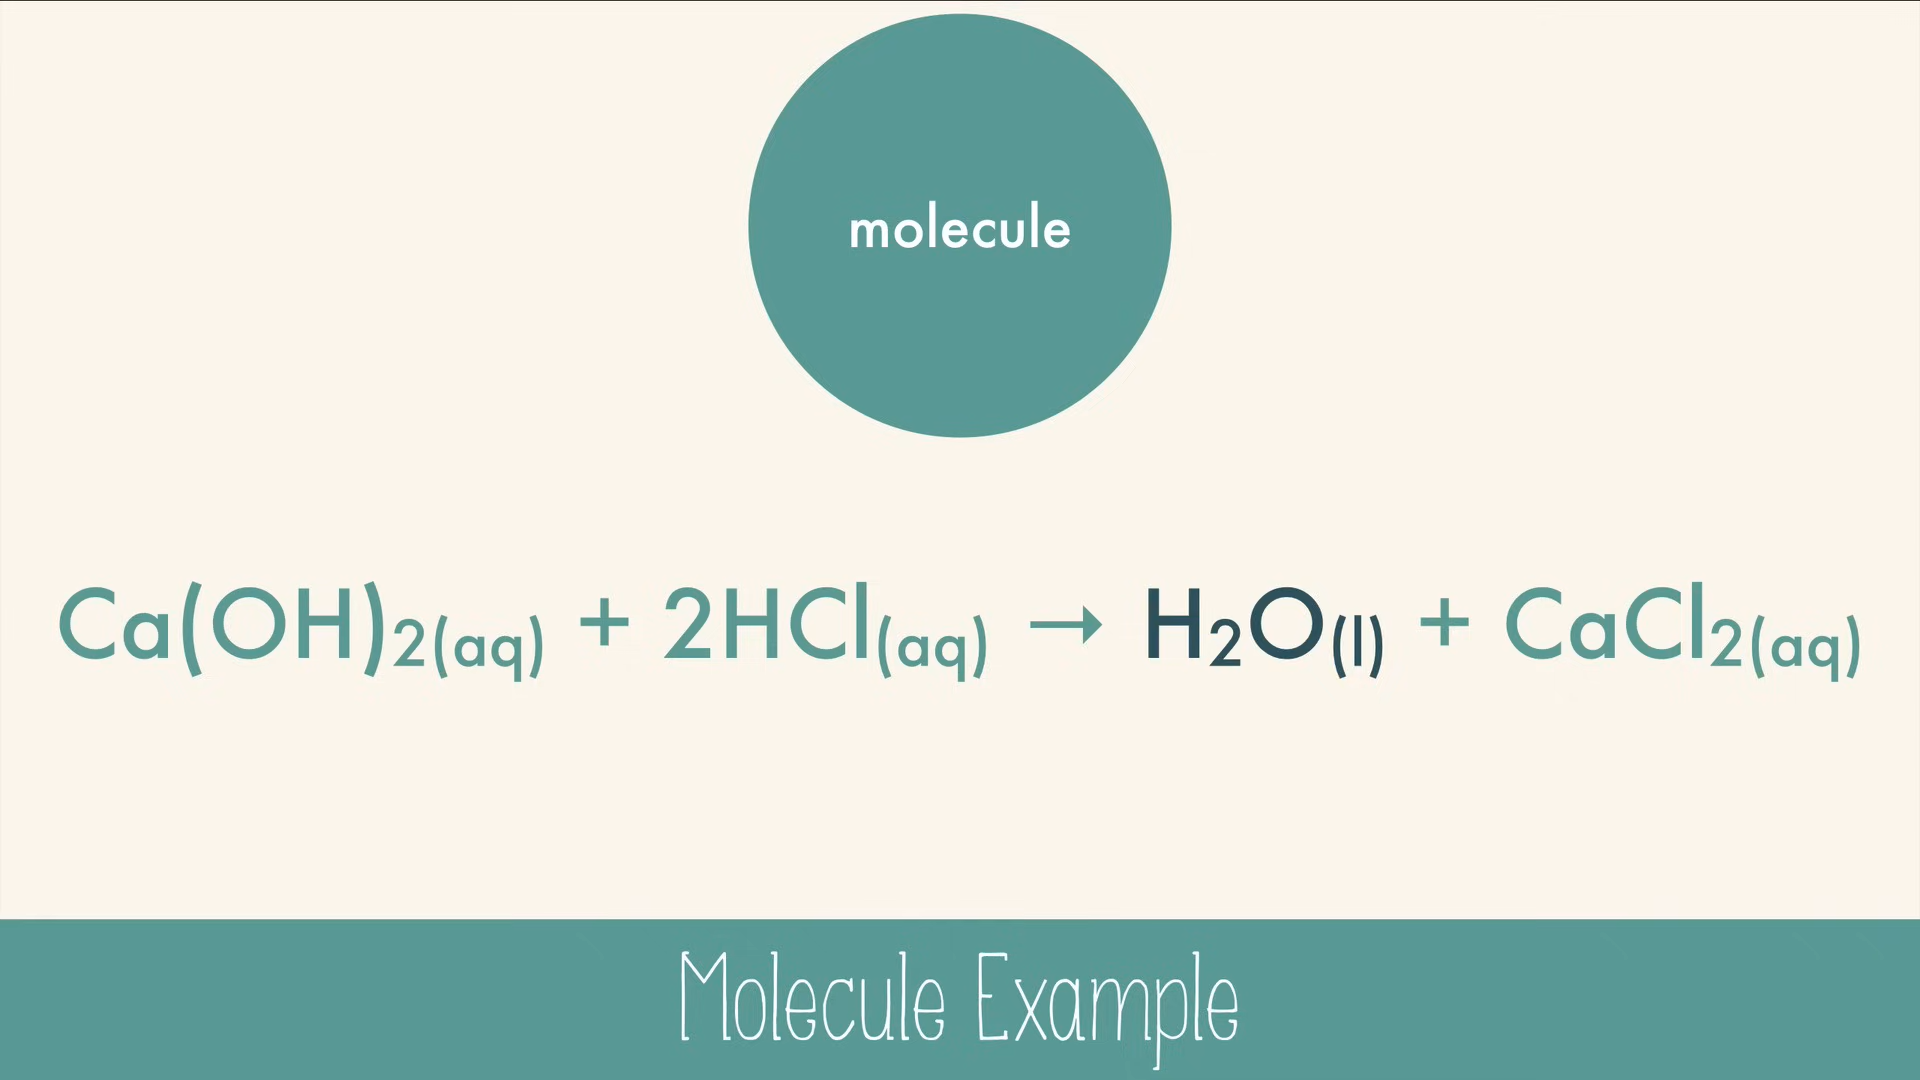 molecule
Ca(OH)₂(aq) + 2HCl(aq) → H₂O(l) + CaCl₂(aq)
Molecule Example